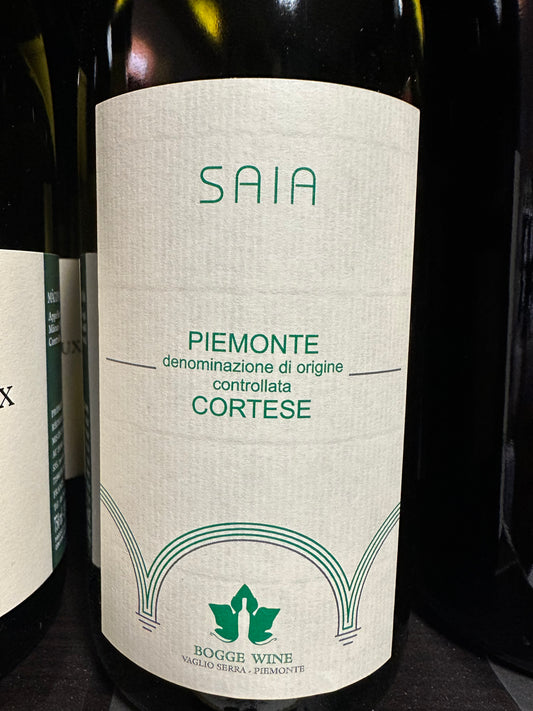 SAIA
PIEMONTE
denominazione di origine
controllata
CORTESE
BOGGE WINE
VAGLIO SERRA - PIEMONTE